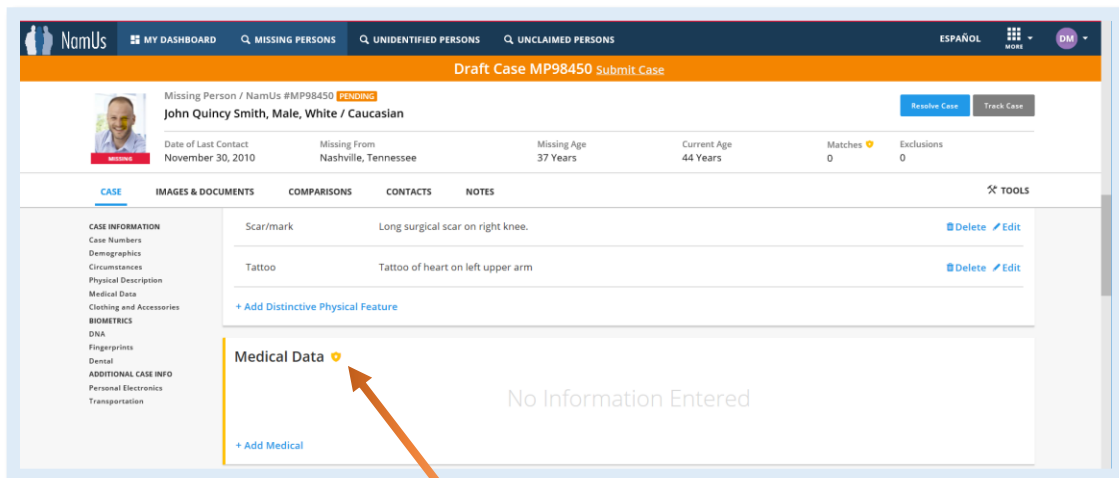 NamUs MY DASHBOARD MISSING PERSONS UNIDENTIFIED PERSONS UNCLAIMED PERSONS ESPAÑOL MORE DM
Draft Case MP98450 Submit Case
Missing Person / NamUs #MP98450 PENDING
John Quincy Smith, Male, White / Caucasian
Resolve Case Track Case
MISSING
Date of Last Contact Missing From Missing Age Current Age Matches Exclusions
November 30, 2010 Nashville, Tennessee 37 Years 44 Years 0 0
CASE IMAGES & DOCUMENTS COMPARISONS CONTACTS NOTES TOOLS
CASE INFORMATION
Case Numbers
Demographics
Circumstances
Physical Description
Medical Data
Clothing and Accessories
BIOMETRICS
DNA
Fingerprints
Dental
ADDITIONAL CASE INFO
Personal Electronics
Transportation
Scar/mark Long surgical scar on right knee. Delete Edit
Tattoo Tattoo of heart on left upper arm Delete Edit
+ Add Distinctive Physical Feature
Medical Data
No Information Entered
+ Add Medical